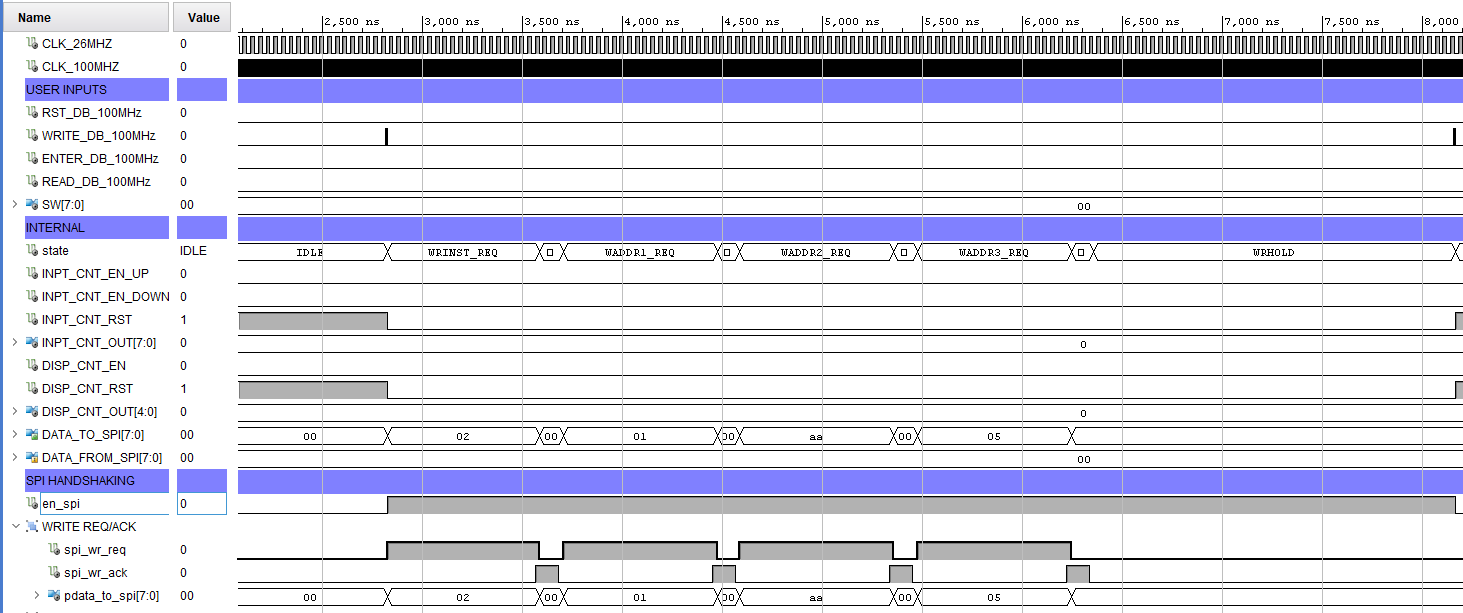 Name Value 2,500 ns 3,000 ns 3,500 ns 4,000 ns 4,500 ns 5,000 ns 5,500 ns 6,000 ns 6,500 ns 7,000 ns 7,500 ns 8,000
CLK_26MHZ 0
CLK_100MHZ 0
USER INPUTS
RST_DB_100MHz 0
WRITE_DB_100MHz 0
ENTER_DB_100MHz 0
READ_DB_100MHz 0
SW[7:0] 00 00
INTERNAL
state IDLE IDLE WRINST_REQ WADDR1_REQ WADDR2_REQ WADDR3_REQ WRHOLD
INPT_CNT_EN_UP 0
INPT_CNT_EN_DOWN 0
INPT_CNT_RST 1
INPT_CNT_OUT[7:0] 0 0
DISP_CNT_EN 0
DISP_CNT_RST 1
DISP_CNT_OUT[4:0] 0 0
DATA_TO_SPI[7:0] 00 00 02 00 01 00 aa 00 05
DATA_FROM_SPI[7:0] 00 00
SPI HANDSHAKING
en_spi 0
WRITE REQ/ACK
spi_wr_req 0
spi_wr_ack 0
pdata_to_spi[7:0] 00 00 02 00 01 00 aa 00 05